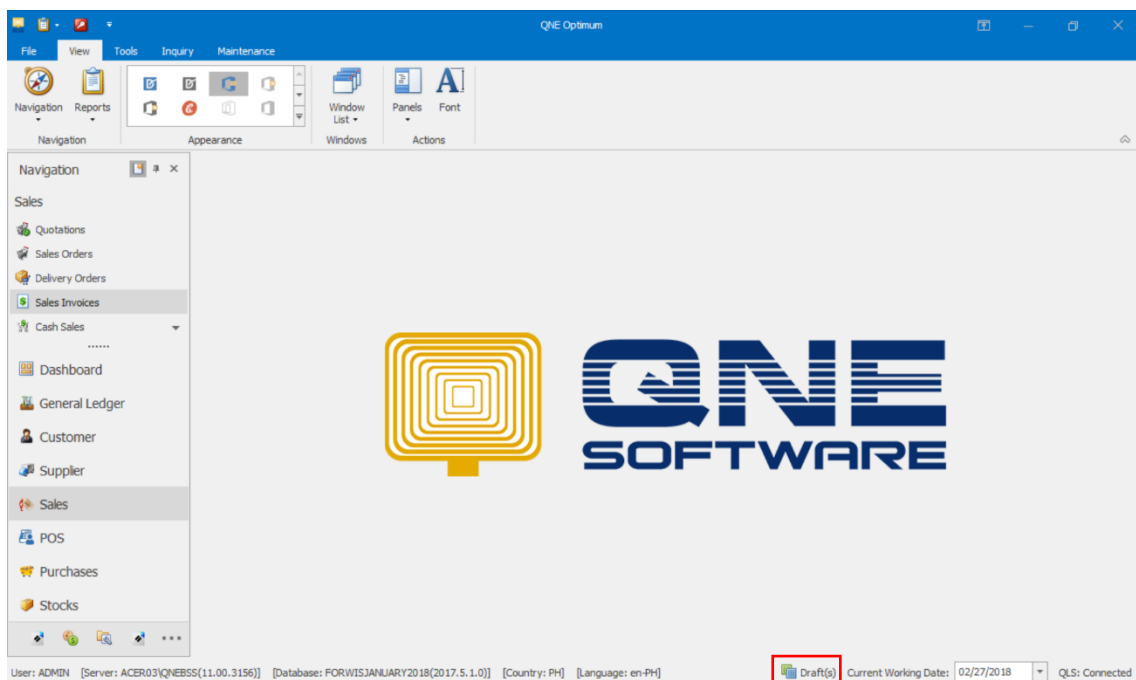 QNE Optimum
File View Tools Inquiry Maintenance
Navigation Reports Window List Panels Font
Navigation Appearance Windows Actions
Navigation
Sales
Quotations
Sales Orders
Delivery Orders
Sales Invoices
Cash Sales
Dashboard
General Ledger
Customer
Supplier
Sales
POS
Purchases
Stocks
QNE
SOFTWARE
User: ADMIN [Server: ACER03\QNEBSS(11.00.3156)] [Database: FORWISJANUARY2018(2017.5.1.0)] [Country: PH] [Language: en-PH] Draft(s) Current Working Date: 02/27/2018 QLS: Connected